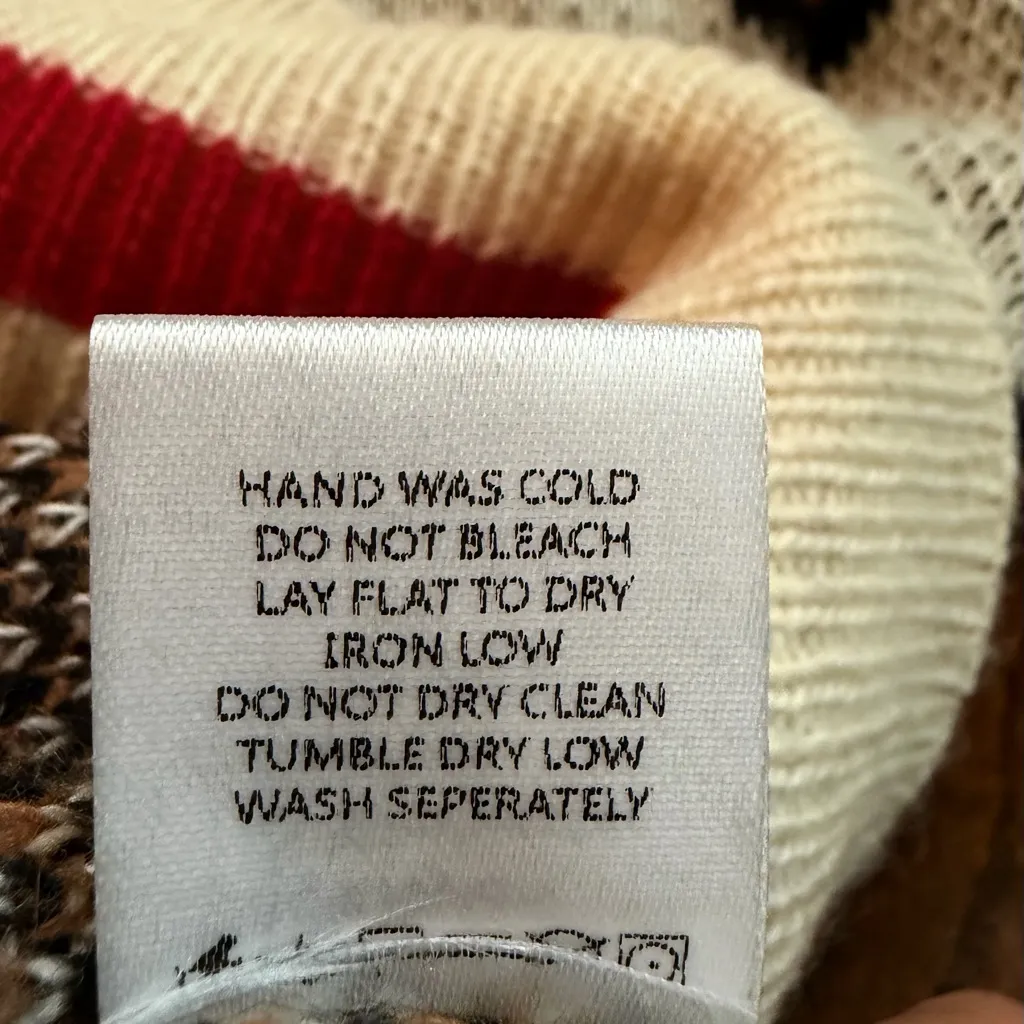 HAND WAS COLD
DO NOT BLEACH
LAY FLAT TO DRY
IRON LOW
DO NOT DRY CLEAN
TUMBLE DRY LOW
WASH SEPERATELY